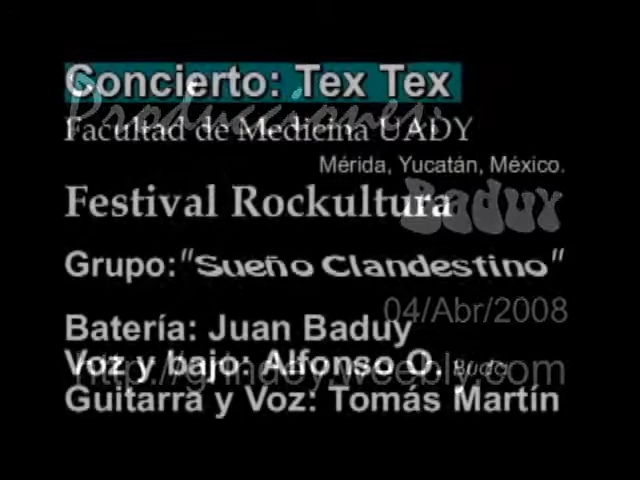 Concierto: Tex Tex
Producciones:
Facultad de Medicina UADY
Mérida, Yucatán, México.
Festival Rockultura
Baduy
Grupo: "Sueño Clandestino"
04/Abr/2008
Batería: Juan Baduy
Voz y bajo: Alfonso O.
Guitarra y Voz: Tomás Martín